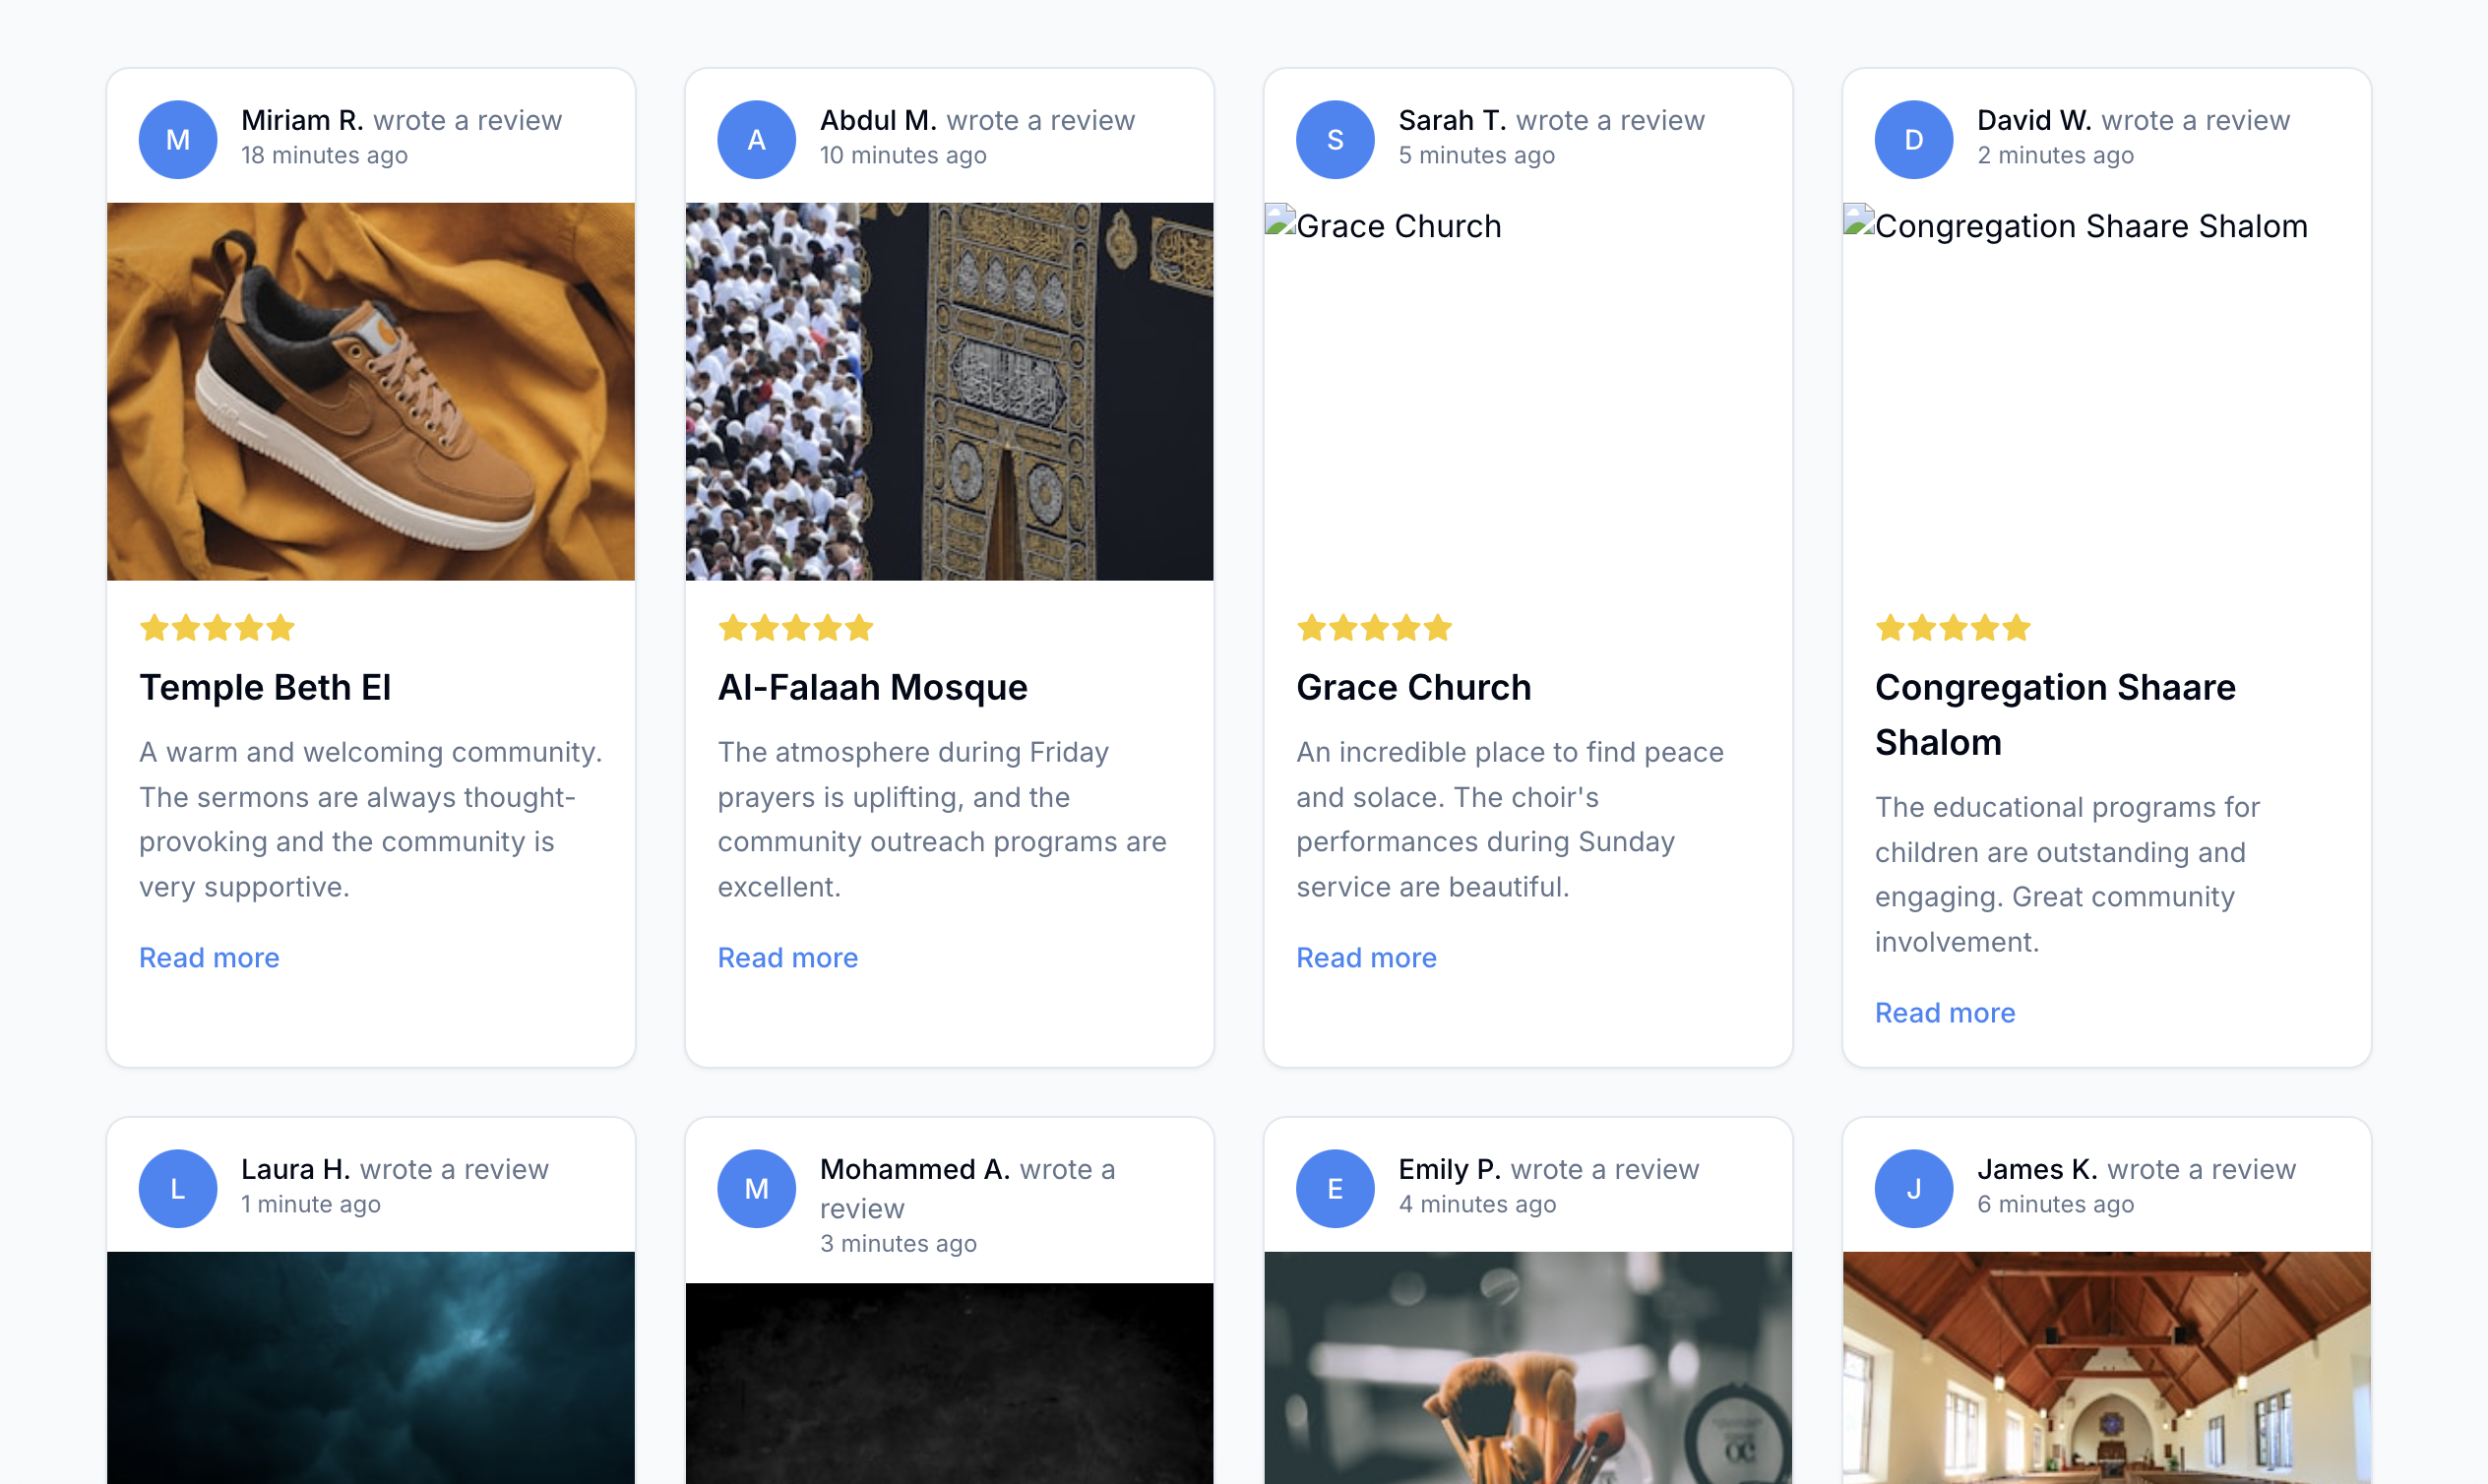 M
Miriam R. wrote a review
18 minutes ago
Temple Beth El
A warm and welcoming community.
The sermons are always thought-
provoking and the community is
very supportive.
Read more
A
Abdul M. wrote a review
10 minutes ago
Al-Falaah Mosque
The atmosphere during Friday
prayers is uplifting, and the
community outreach programs are
excellent.
Read more
S
Sarah T. wrote a review
5 minutes ago
Grace Church
Grace Church
An incredible place to find peace
and solace. The choir's
performances during Sunday
service are beautiful.
Read more
D
David W. wrote a review
2 minutes ago
Congregation Shaare Shalom
Congregation Shaare
Shalom
The educational programs for
children are outstanding and
engaging. Great community
involvement.
Read more
L
Laura H. wrote a review
1 minute ago
M
Mohammed A. wrote a
review
3 minutes ago
E
Emily P. wrote a review
4 minutes ago
J
James K. wrote a review
6 minutes ago